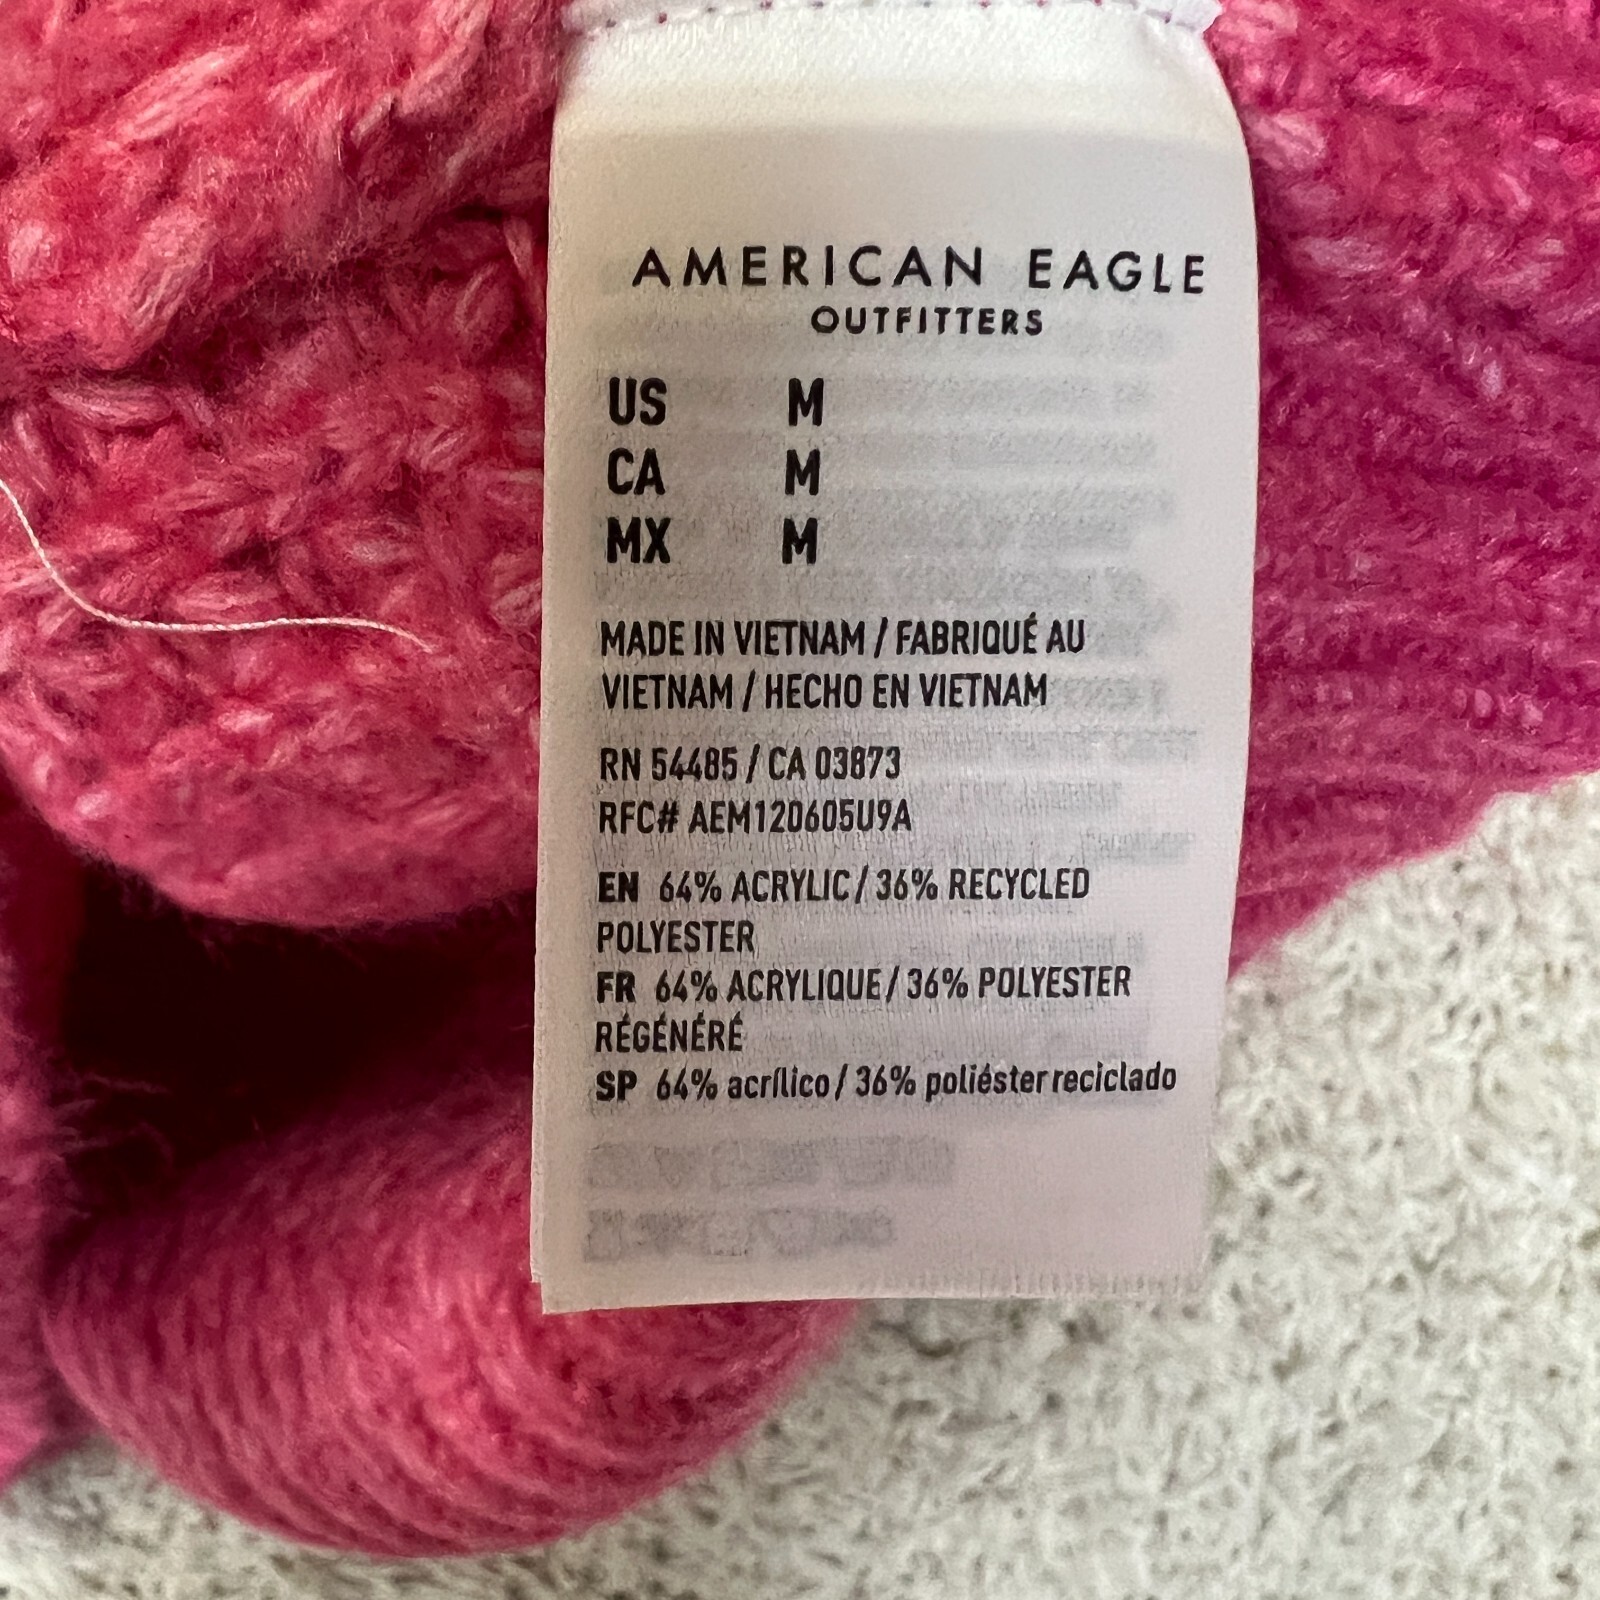 AMERICAN EAGLE
OUTFITTERS
US M
CA M
MX M
MADE IN VIETNAM / FABRIQUÉ AU
VIETNAM / HECHO EN VIETNAM
RN 54485 / CA 03873
RFC# AEM120605U9A
EN 64% ACRYLIC / 36% RECYCLED
POLYESTER
FR 64% ACRYLIQUE / 36% POLYESTER
RÉGÉNÉRÉ
SP 64% acrílico / 36% poliéster reciclado